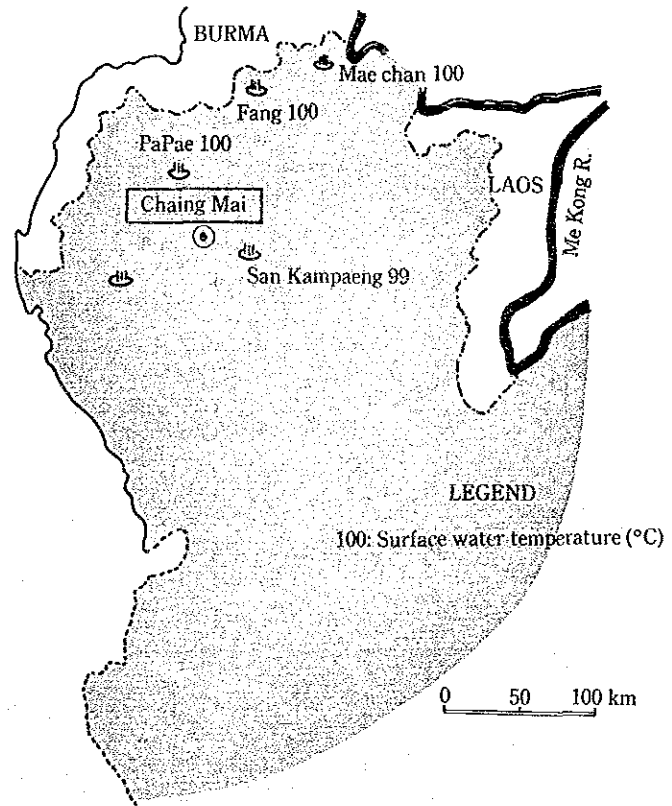 BURMA
Mae chan 100
Fang 100
PaPae 100
LAOS
Me Kong R.
Chaing Mai
San Kampaeng 99
LEGEND
100: Surface water temperature (°C)
0 50 100 km